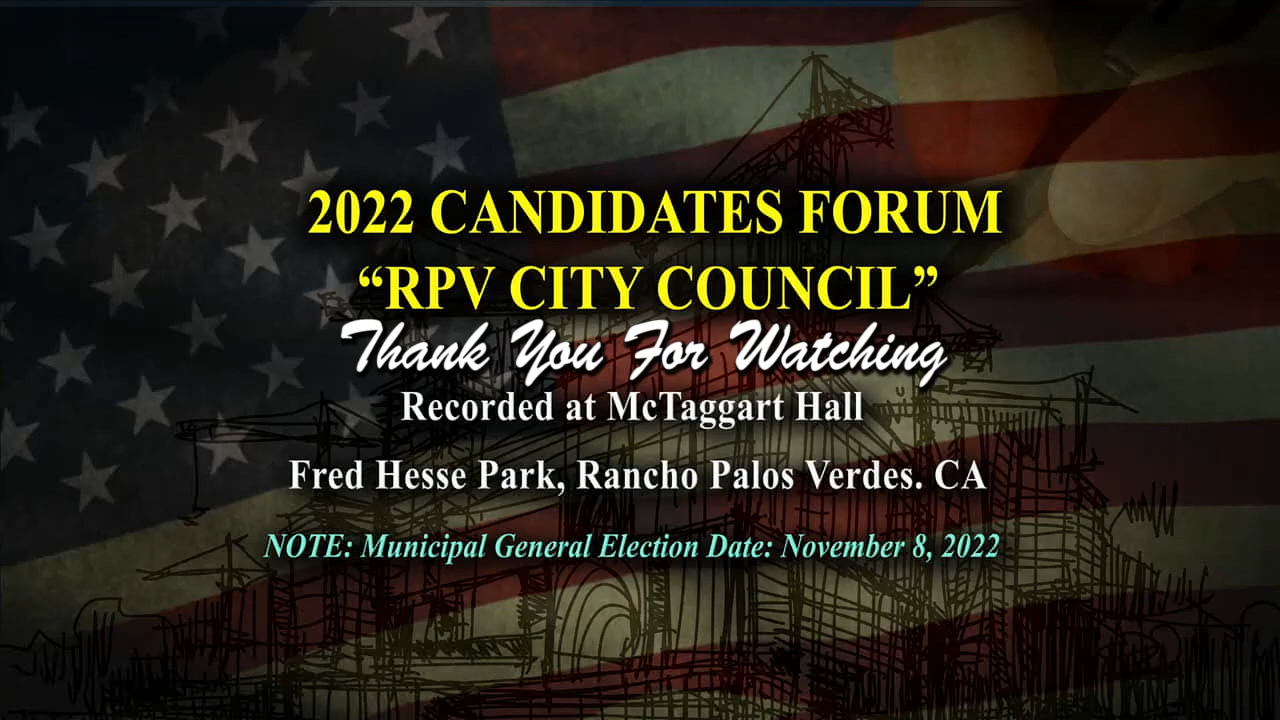 2022 CANDIDATES FORUM
“RPV CITY COUNCIL”
Thank You For Watching
Recorded at McTaggart Hall
Fred Hesse Park, Rancho Palos Verdes. CA
NOTE: Municipal General Election Date: November 8, 2022